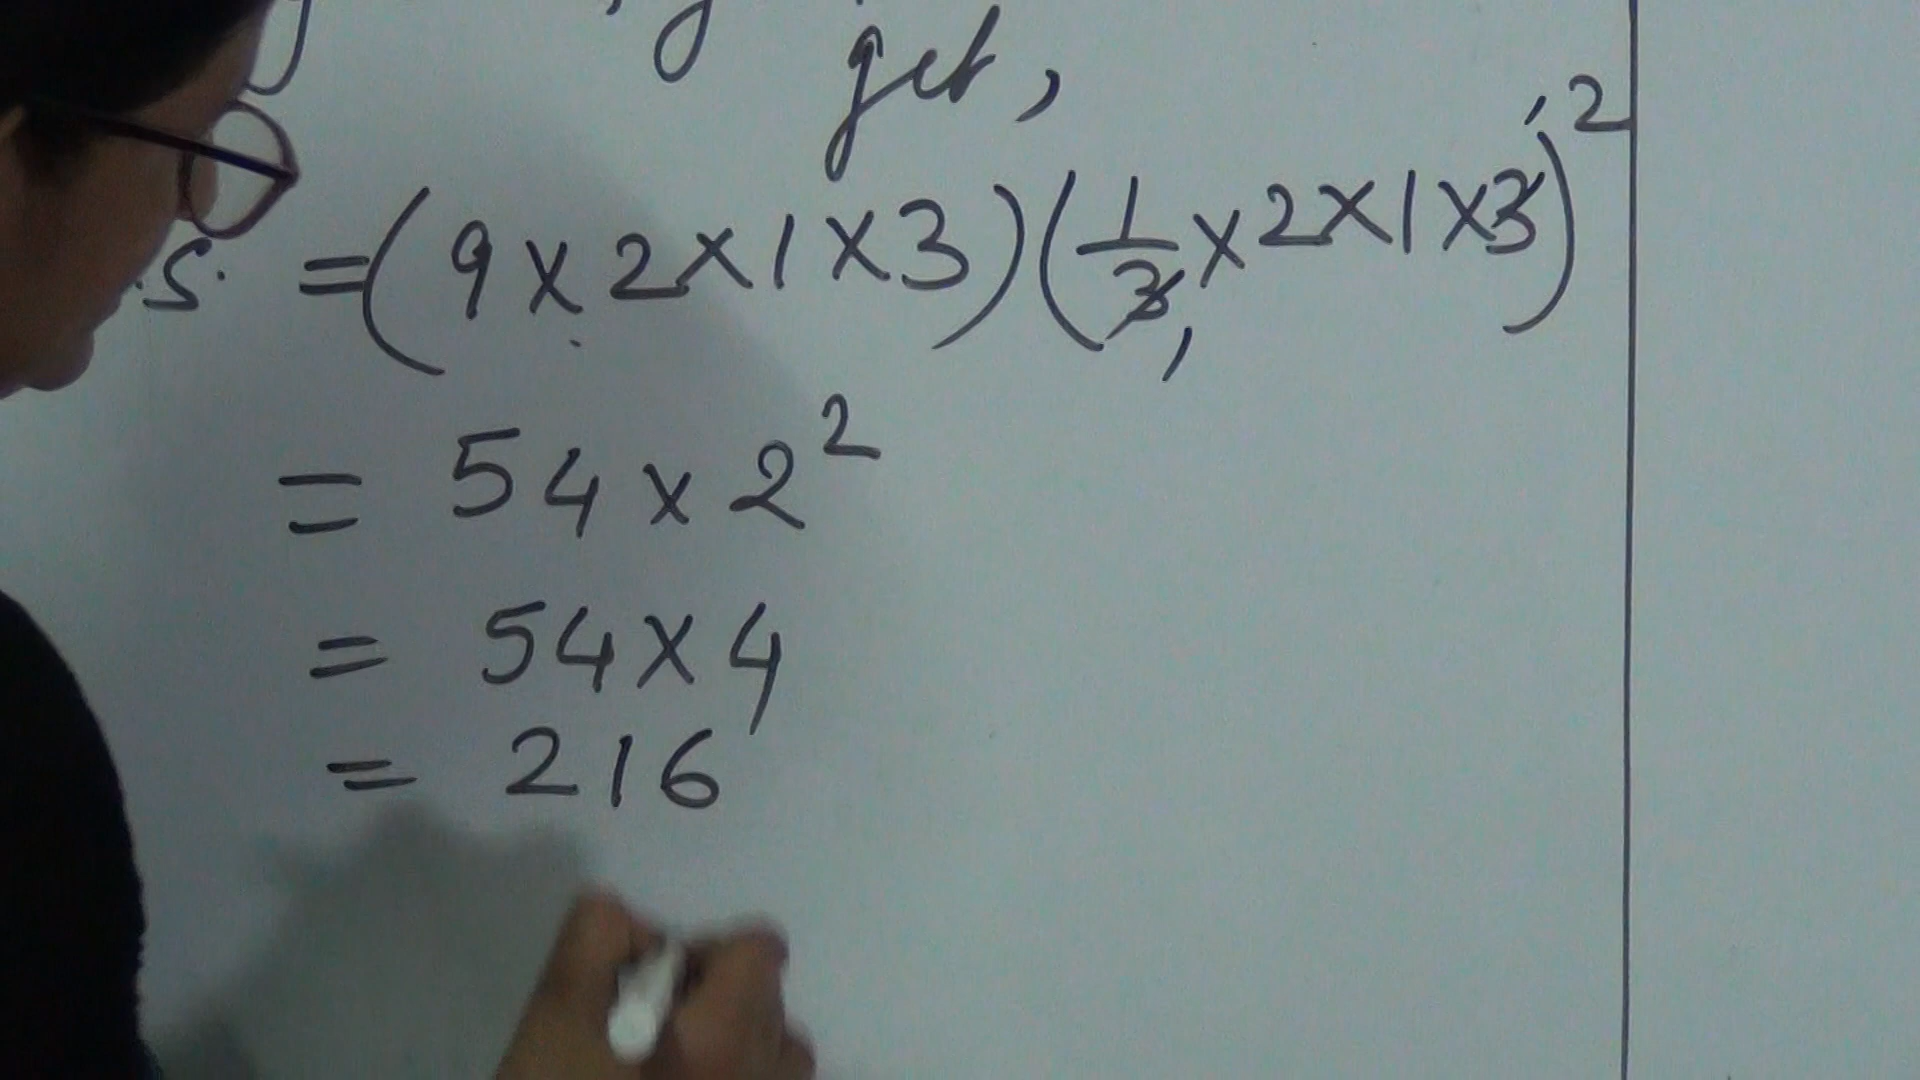 get,
.S. = (9 × 2 × 1 × 3) (1/3 × 2 × 1 × 3)²
= 54 × 2²
= 54 × 4
= 216